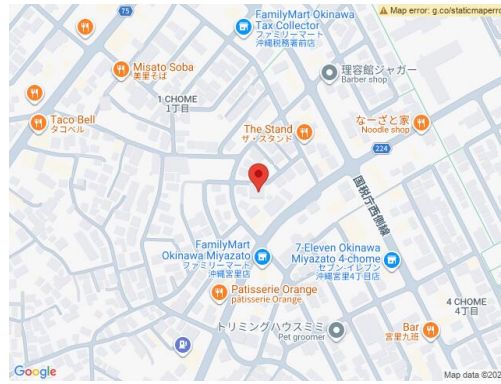 ⚠ Map error: g.co/staticmaperro
75
FamilyMart Okinawa
Tax Collector
ファミリーマート
沖縄税務署前店
Misato Soba
美里そば
理容館ジャガー
Barber shop
1 CHOME
1丁目
Taco Bell
タコベル
The Stand
ザ・スタンド
なーざと家
Noodle shop
224
国税庁西側線
FamilyMart
Okinawa Miyazato
ファミリーマート
沖縄宮里店
7-Eleven Okinawa
Miyazato 4-chome
セブン-イレブン
沖縄宮里4丁目店
Patisserie Orange
pâtisserie Orange
4 CHOME
4丁目
トリミングハウスミミ
Pet groomer
Bar
宮里九班
Google
Map data ©202